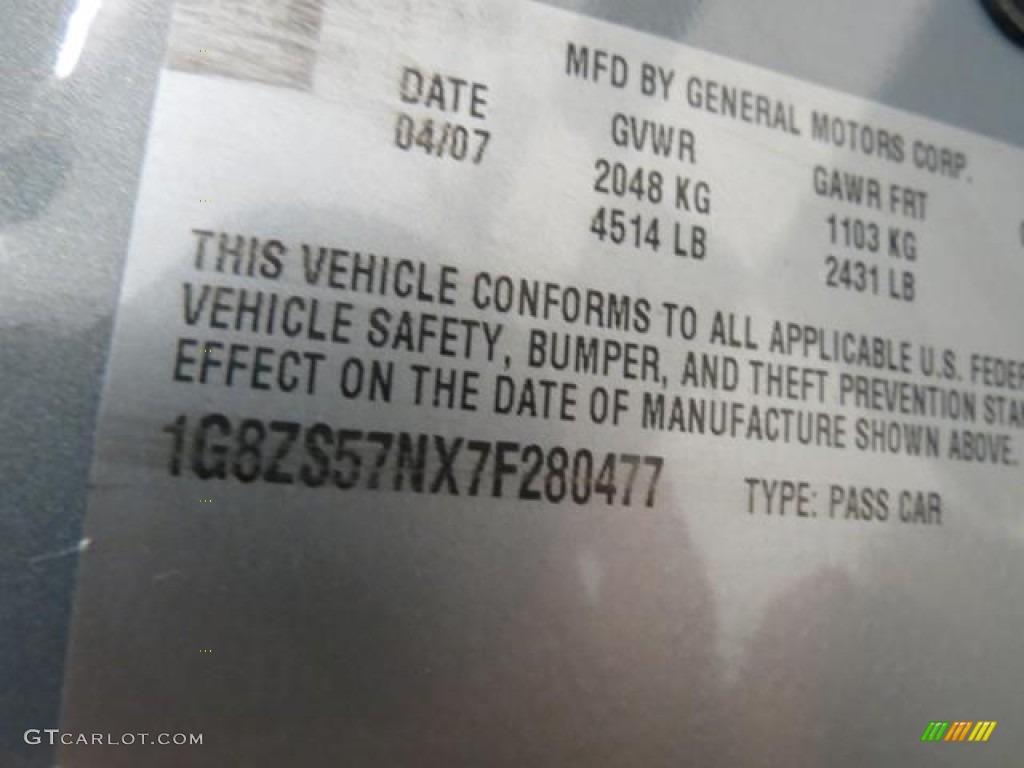 MFD BY GENERAL MOTORS CORP.
DATE GVWR GAWR FRT
04/07 2048 KG 1103 KG
4514 LB 2431 LB
THIS VEHICLE CONFORMS TO ALL APPLICABLE U.S. FEDER
VEHICLE SAFETY, BUMPER, AND THEFT PREVENTION STA
EFFECT ON THE DATE OF MANUFACTURE SHOWN ABOVE.
1G8ZS57NX7F280477 TYPE: PASS CAR
GTCARLOT.COM